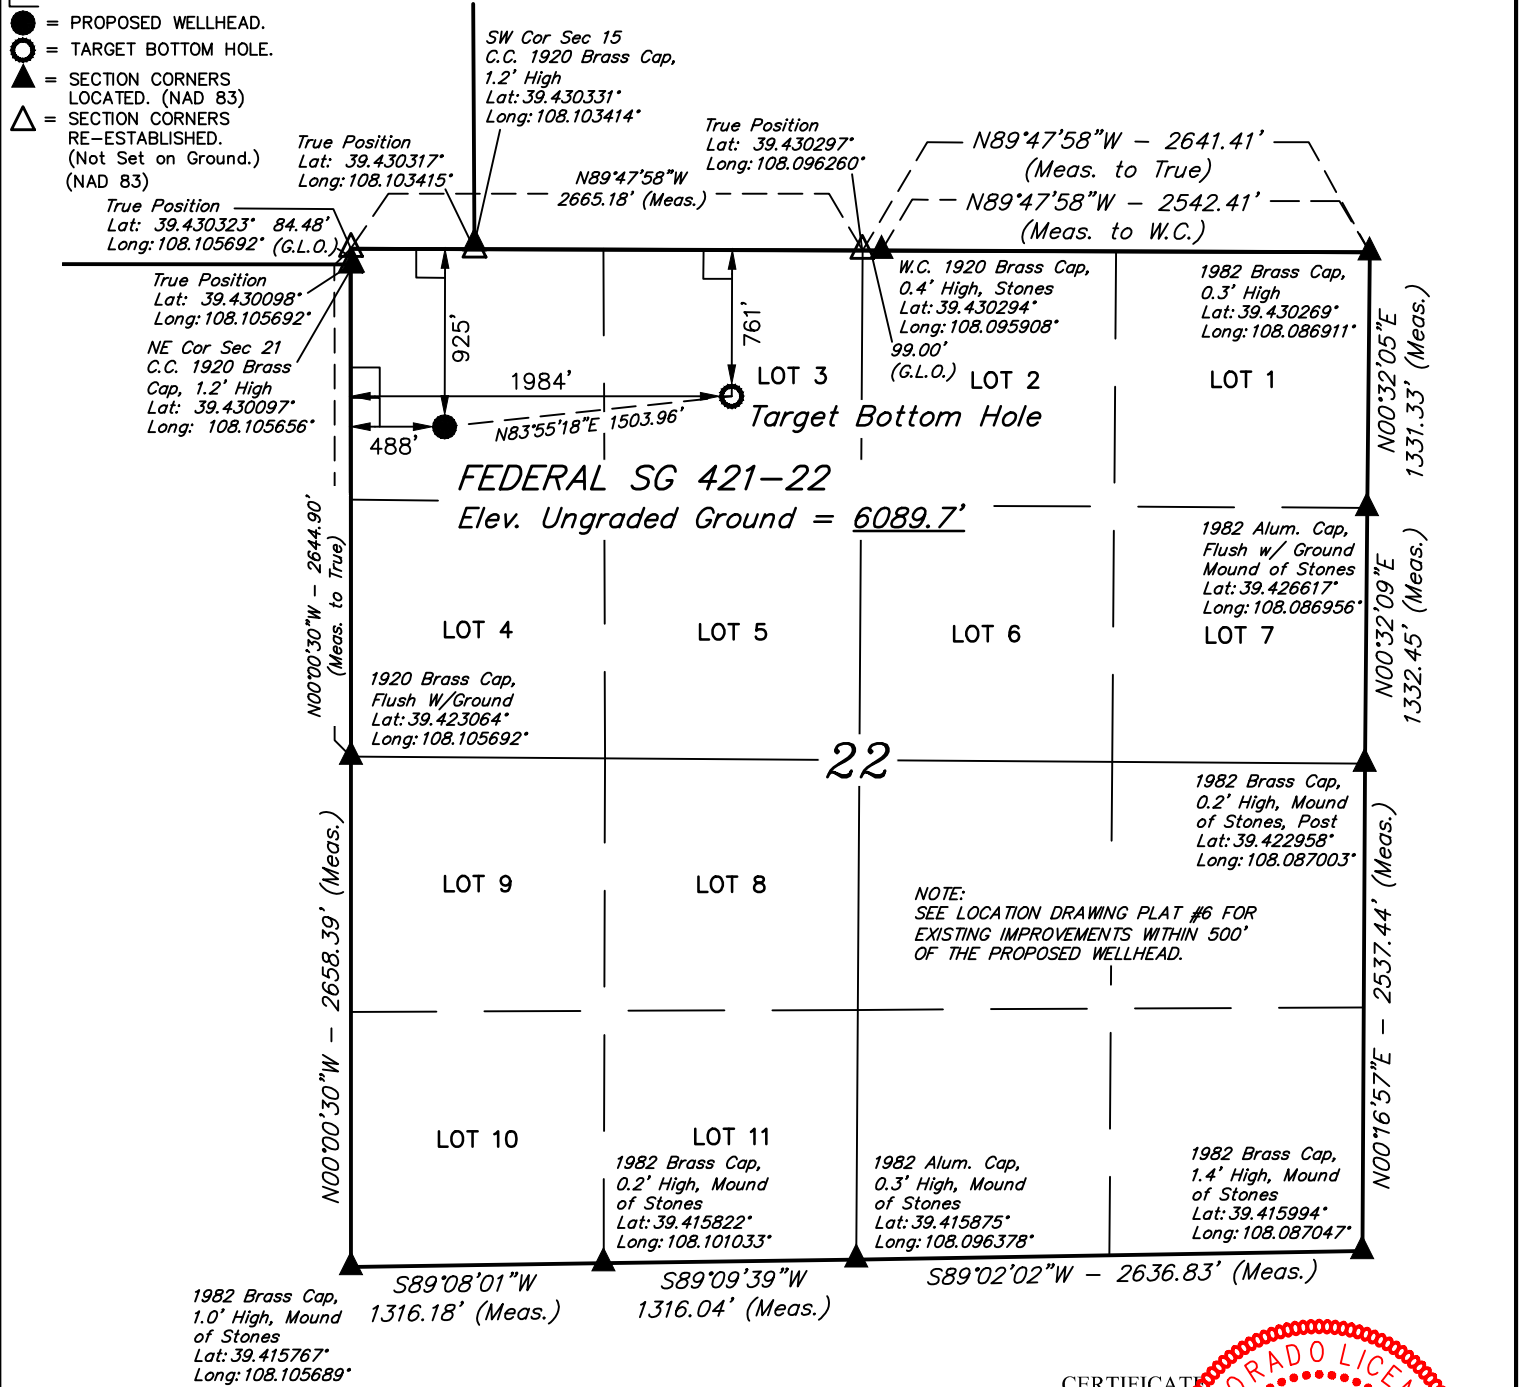 = PROPOSED WELLHEAD.
= TARGET BOTTOM HOLE.
= SECTION CORNERS
LOCATED. (NAD 83)
= SECTION CORNERS
RE-ESTABLISHED.
(Not Set on Ground.)
(NAD 83)
SW Cor Sec 15
C.C. 1920 Brass Cap,
1.2' High
Lat: 39.430331°
Long: 108.103414°
True Position
Lat: 39.430317°
Long: 108.103415°
True Position
Lat: 39.430297°
Long: 108.096260°
N89°47'58"W - 2641.41'
(Meas. to True)
N89°47'58"W
2665.18' (Meas.)
N89°47'58"W - 2542.41'
(Meas. to W.C.)
True Position
Lat: 39.430323°
Long: 108.105692°
84.48'
(G.L.O.)
True Position
Lat: 39.430098°
Long: 108.105692°
NE Cor Sec 21
C.C. 1920 Brass
Cap, 1.2' High
Lat: 39.430097°
Long: 108.105656°
W.C. 1920 Brass Cap,
0.4' High, Stones
Lat: 39.430294°
Long: 108.095908°
99.00'
(G.L.O.)
1982 Brass Cap,
0.3' High
Lat: 39.430269°
Long: 108.086911°
N00°32'05"E
1331.33' (Meas.)
925'
761'
1984'
488'
N83°55'18"E 1503.96'
LOT 3
LOT 2
LOT 1
Target Bottom Hole
FEDERAL SG 421-22
Elev. Ungraded Ground = 6089.7'
N00°00'30"W - 2644.90'
(Meas. to True)
1982 Alum. Cap,
Flush w/ Ground
Mound of Stones
Lat: 39.426617°
Long: 108.086956°
N00°32'09"E
1332.45' (Meas.)
LOT 4
LOT 5
LOT 6
LOT 7
1920 Brass Cap,
Flush W/Ground
Lat: 39.423064°
Long: 108.105692°
22
1982 Brass Cap,
0.2' High, Mound
of Stones, Post
Lat: 39.422958°
Long: 108.087003°
N00°00'30"W - 2658.39' (Meas.)
LOT 9
LOT 8
NOTE:
SEE LOCATION DRAWING PLAT #6 FOR
EXISTING IMPROVEMENTS WITHIN 500'
OF THE PROPOSED WELLHEAD.
N00°16'57"E - 2537.44' (Meas.)
LOT 10
LOT 11
1982 Brass Cap,
0.2' High, Mound
of Stones
Lat: 39.415822°
Long: 108.101033°
1982 Alum. Cap,
0.3' High, Mound
of Stones
Lat: 39.415875°
Long: 108.096378°
1982 Brass Cap,
1.4' High, Mound
of Stones
Lat: 39.415994°
Long: 108.087047°
S89°08'01"W
1316.18' (Meas.)
S89°09'39"W
1316.04' (Meas.)
S89°02'02"W - 2636.83' (Meas.)
1982 Brass Cap,
1.0' High, Mound
of Stones
Lat: 39.415767°
Long: 108.105689°